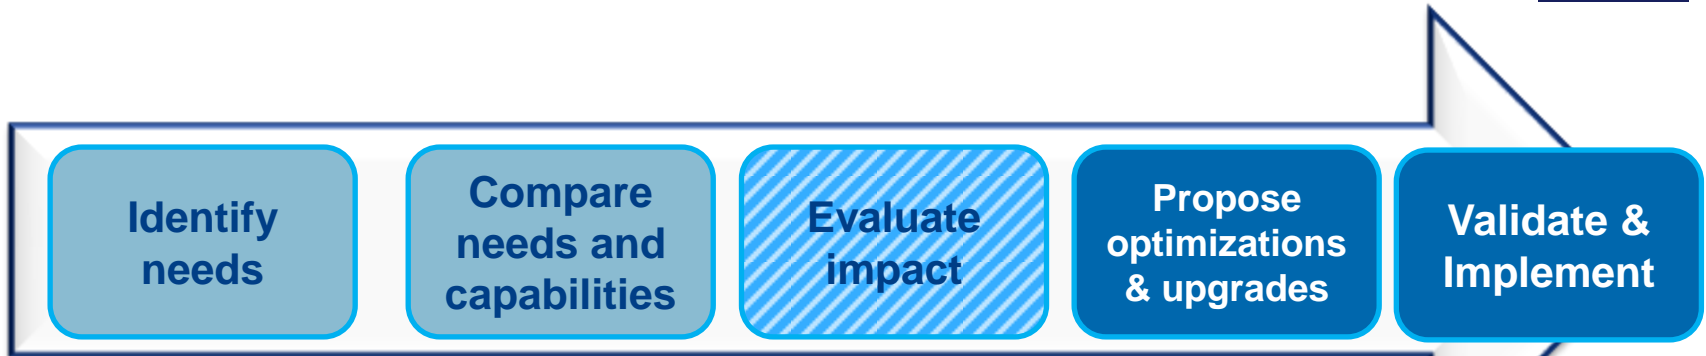 Identify
needs
Compare
needs and
capabilities
Evaluate
impact
Propose
optimizations
& upgrades
Validate &
Implement